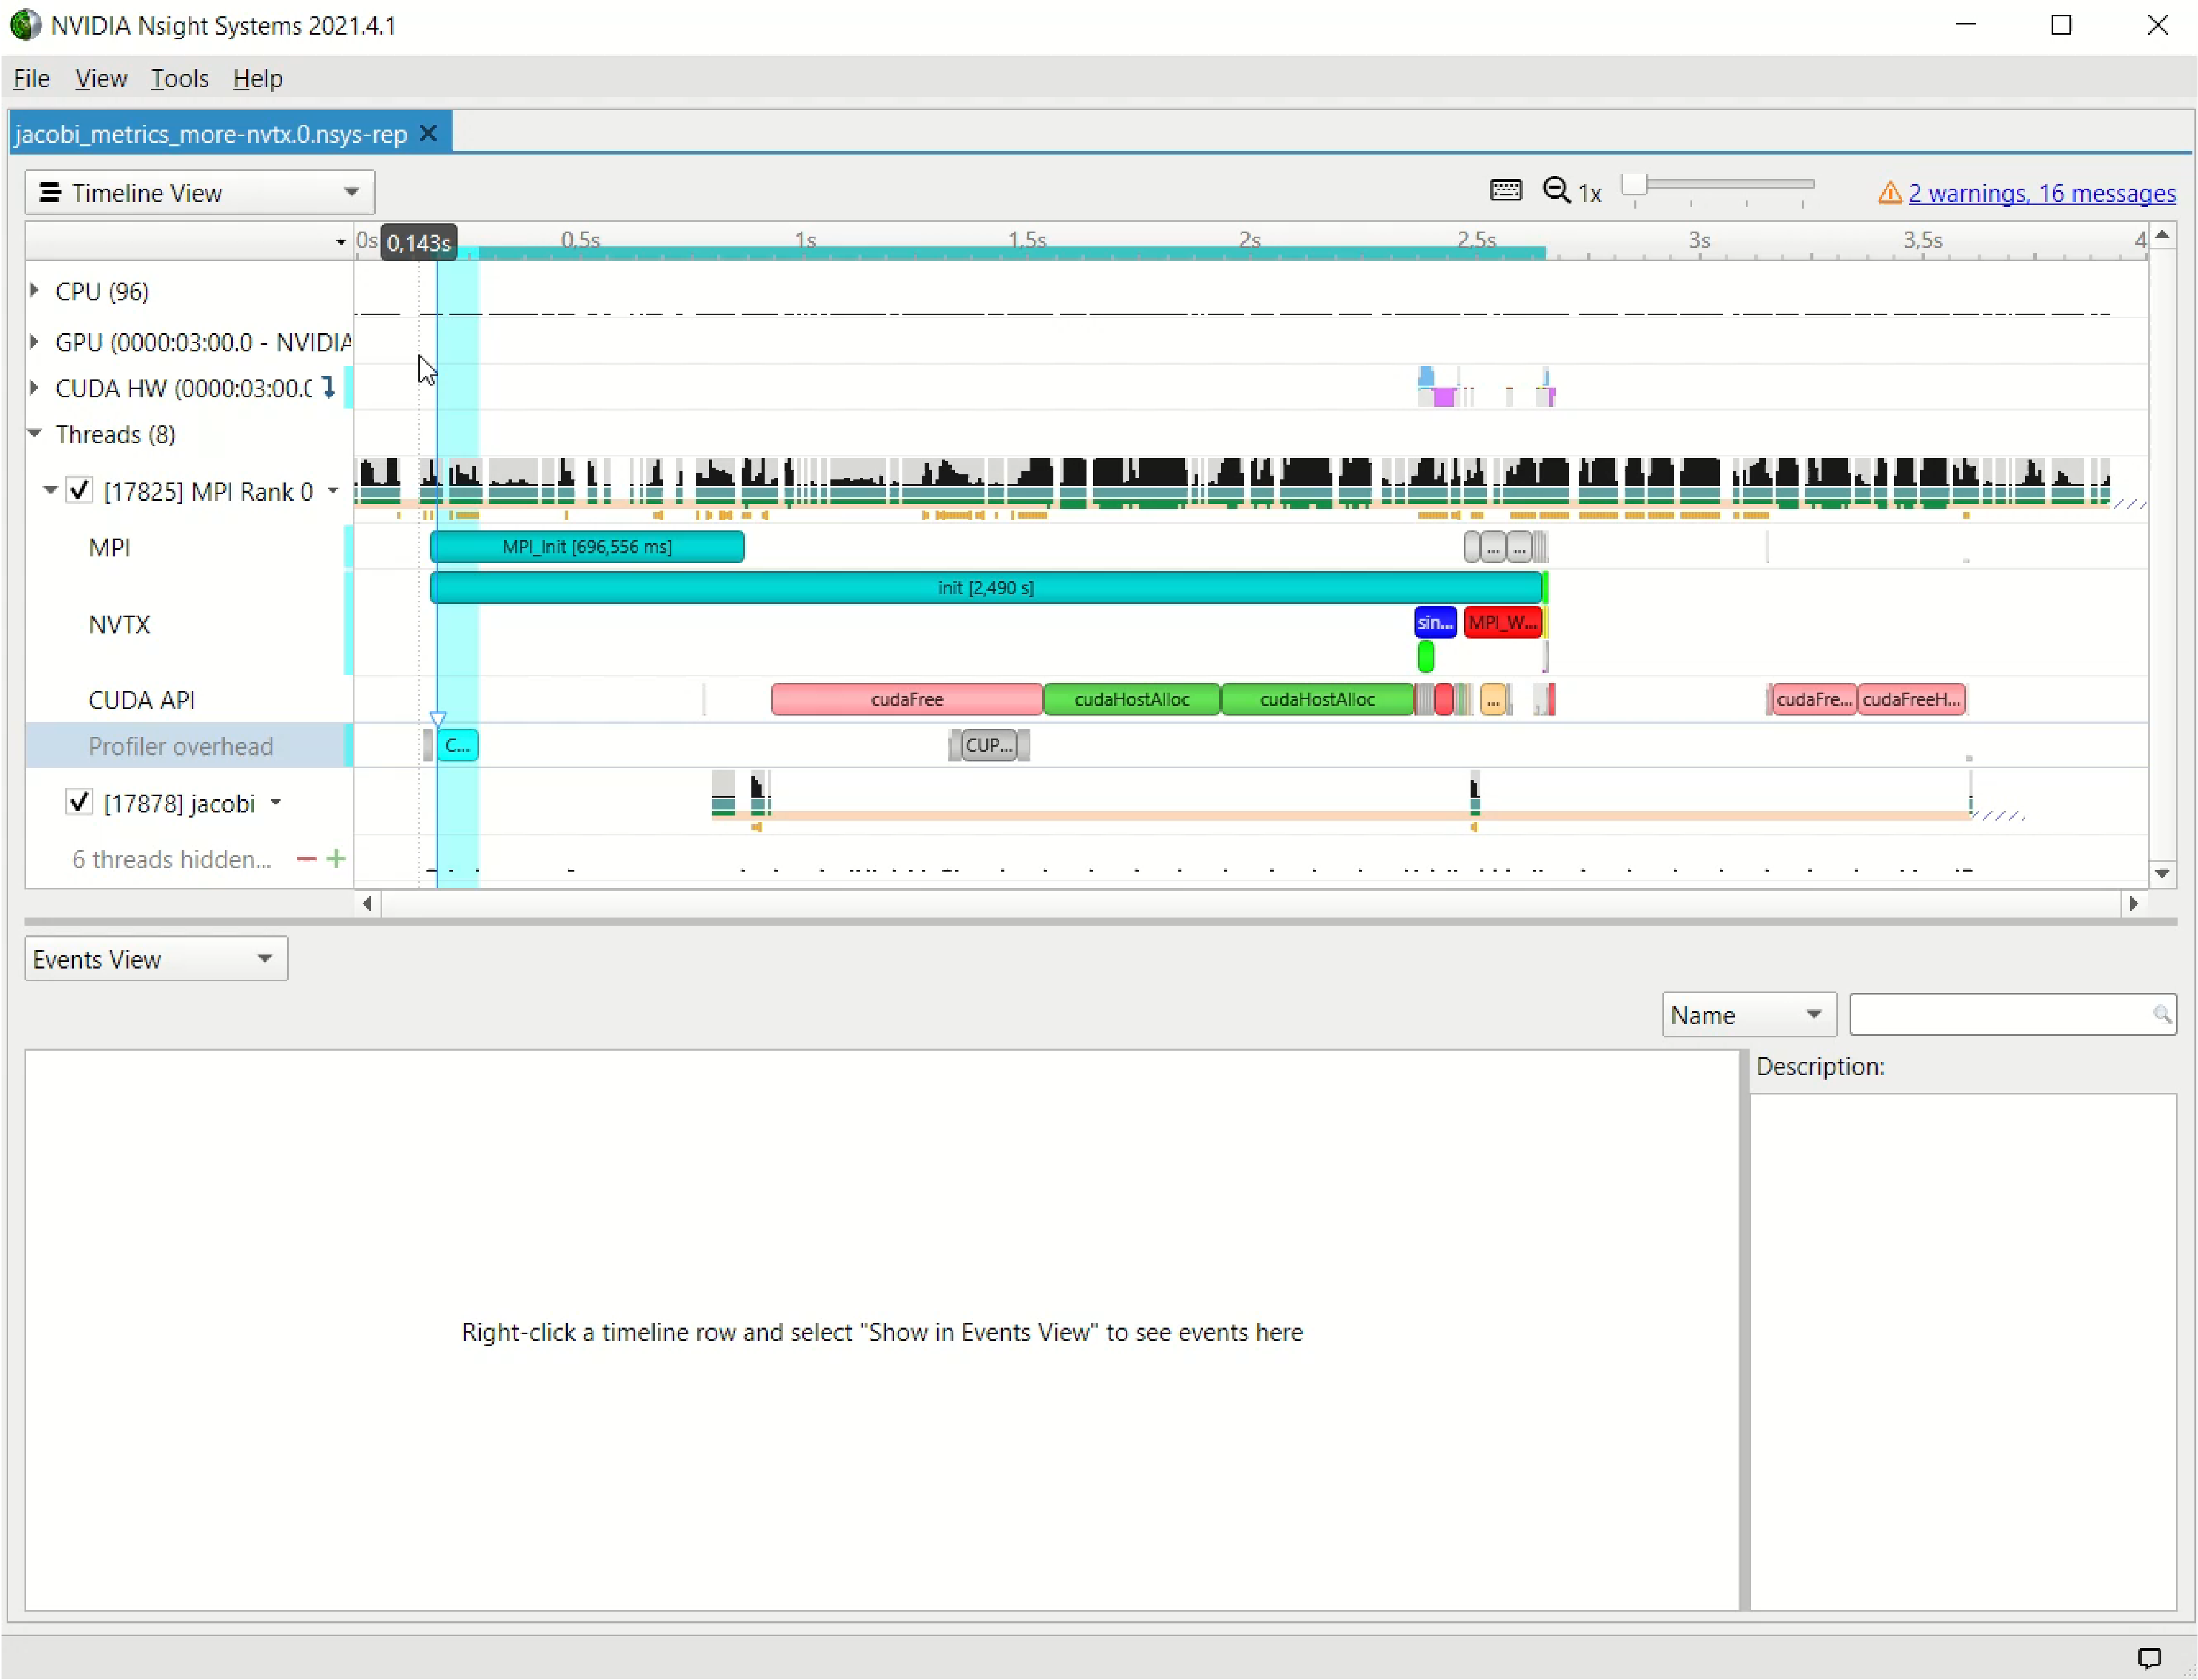 NVIDIA Nsight Systems 2021.4.1
File View Tools Help
jacobi_metrics_more-nvtx.0.nsys-rep
Timeline View
1x
2 warnings, 16 messages
0s 0,143s 0,5s 1s 1,5s 2s 2,5s 3s 3,5s 4
CPU (96)
GPU (0000:03:00.0 - NVIDIA
CUDA HW (0000:03:00.0
Threads (8)
[17825] MPI Rank 0
MPI
MPI_Init [696,556 ms]
... ...
init [2,490 s]
NVTX
sin... MPI_W...
CUDA API
cudaFree cudaHostAlloc cudaHostAlloc ... cudaFre... cudaFreeH...
Profiler overhead
C... CUP...
[17878] jacobi
6 threads hidden...
Events View
Name
Description:
Right-click a timeline row and select "Show in Events View" to see events here